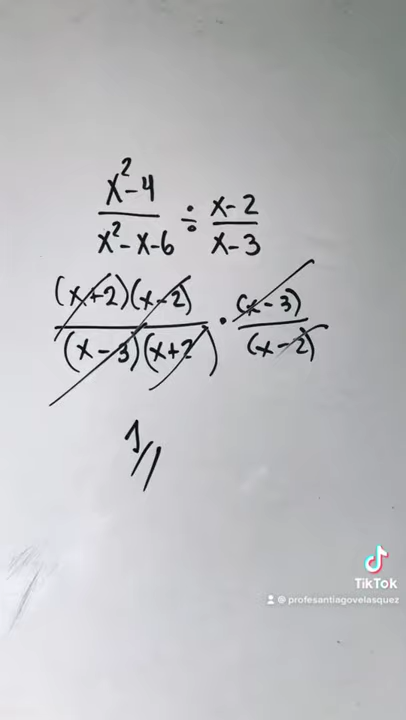 x²-4 / x²-x-6 ÷ x-2 / x-3
(x+2)(x-2) / (x-3)(x+2) · (x-3) / (x-2)
1//
TikTok
@profesantiagovelasquez